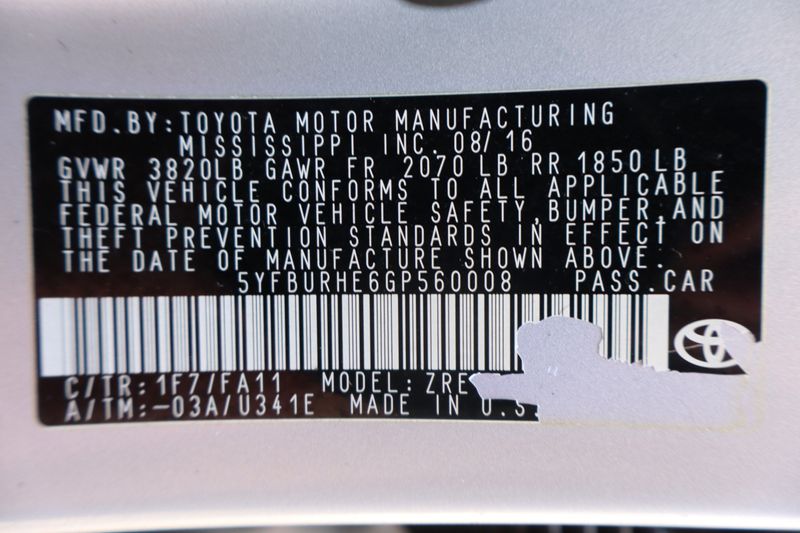 MFD.BY:TOYOTA MOTOR MANUFACTURING
MISSISSIPPI INC. 08/16
GVWR 3820LB GAWR FR 2070 LB RR 1850LB
THIS VEHICLE CONFORMS TO ALL APPLICABLE
FEDERAL MOTOR VEHICLE SAFETY,BUMPER,AND
THEFT PREVENTION STANDARDS IN EFFECT ON
THE DATE OF MANUFACTURE SHOWN ABOVE.
5YFBURHE6GP560008 PASS.CAR
C/TR:1F7/FA11 MODEL:ZRE
A/TM:-03A/U341E MADE IN U.S.